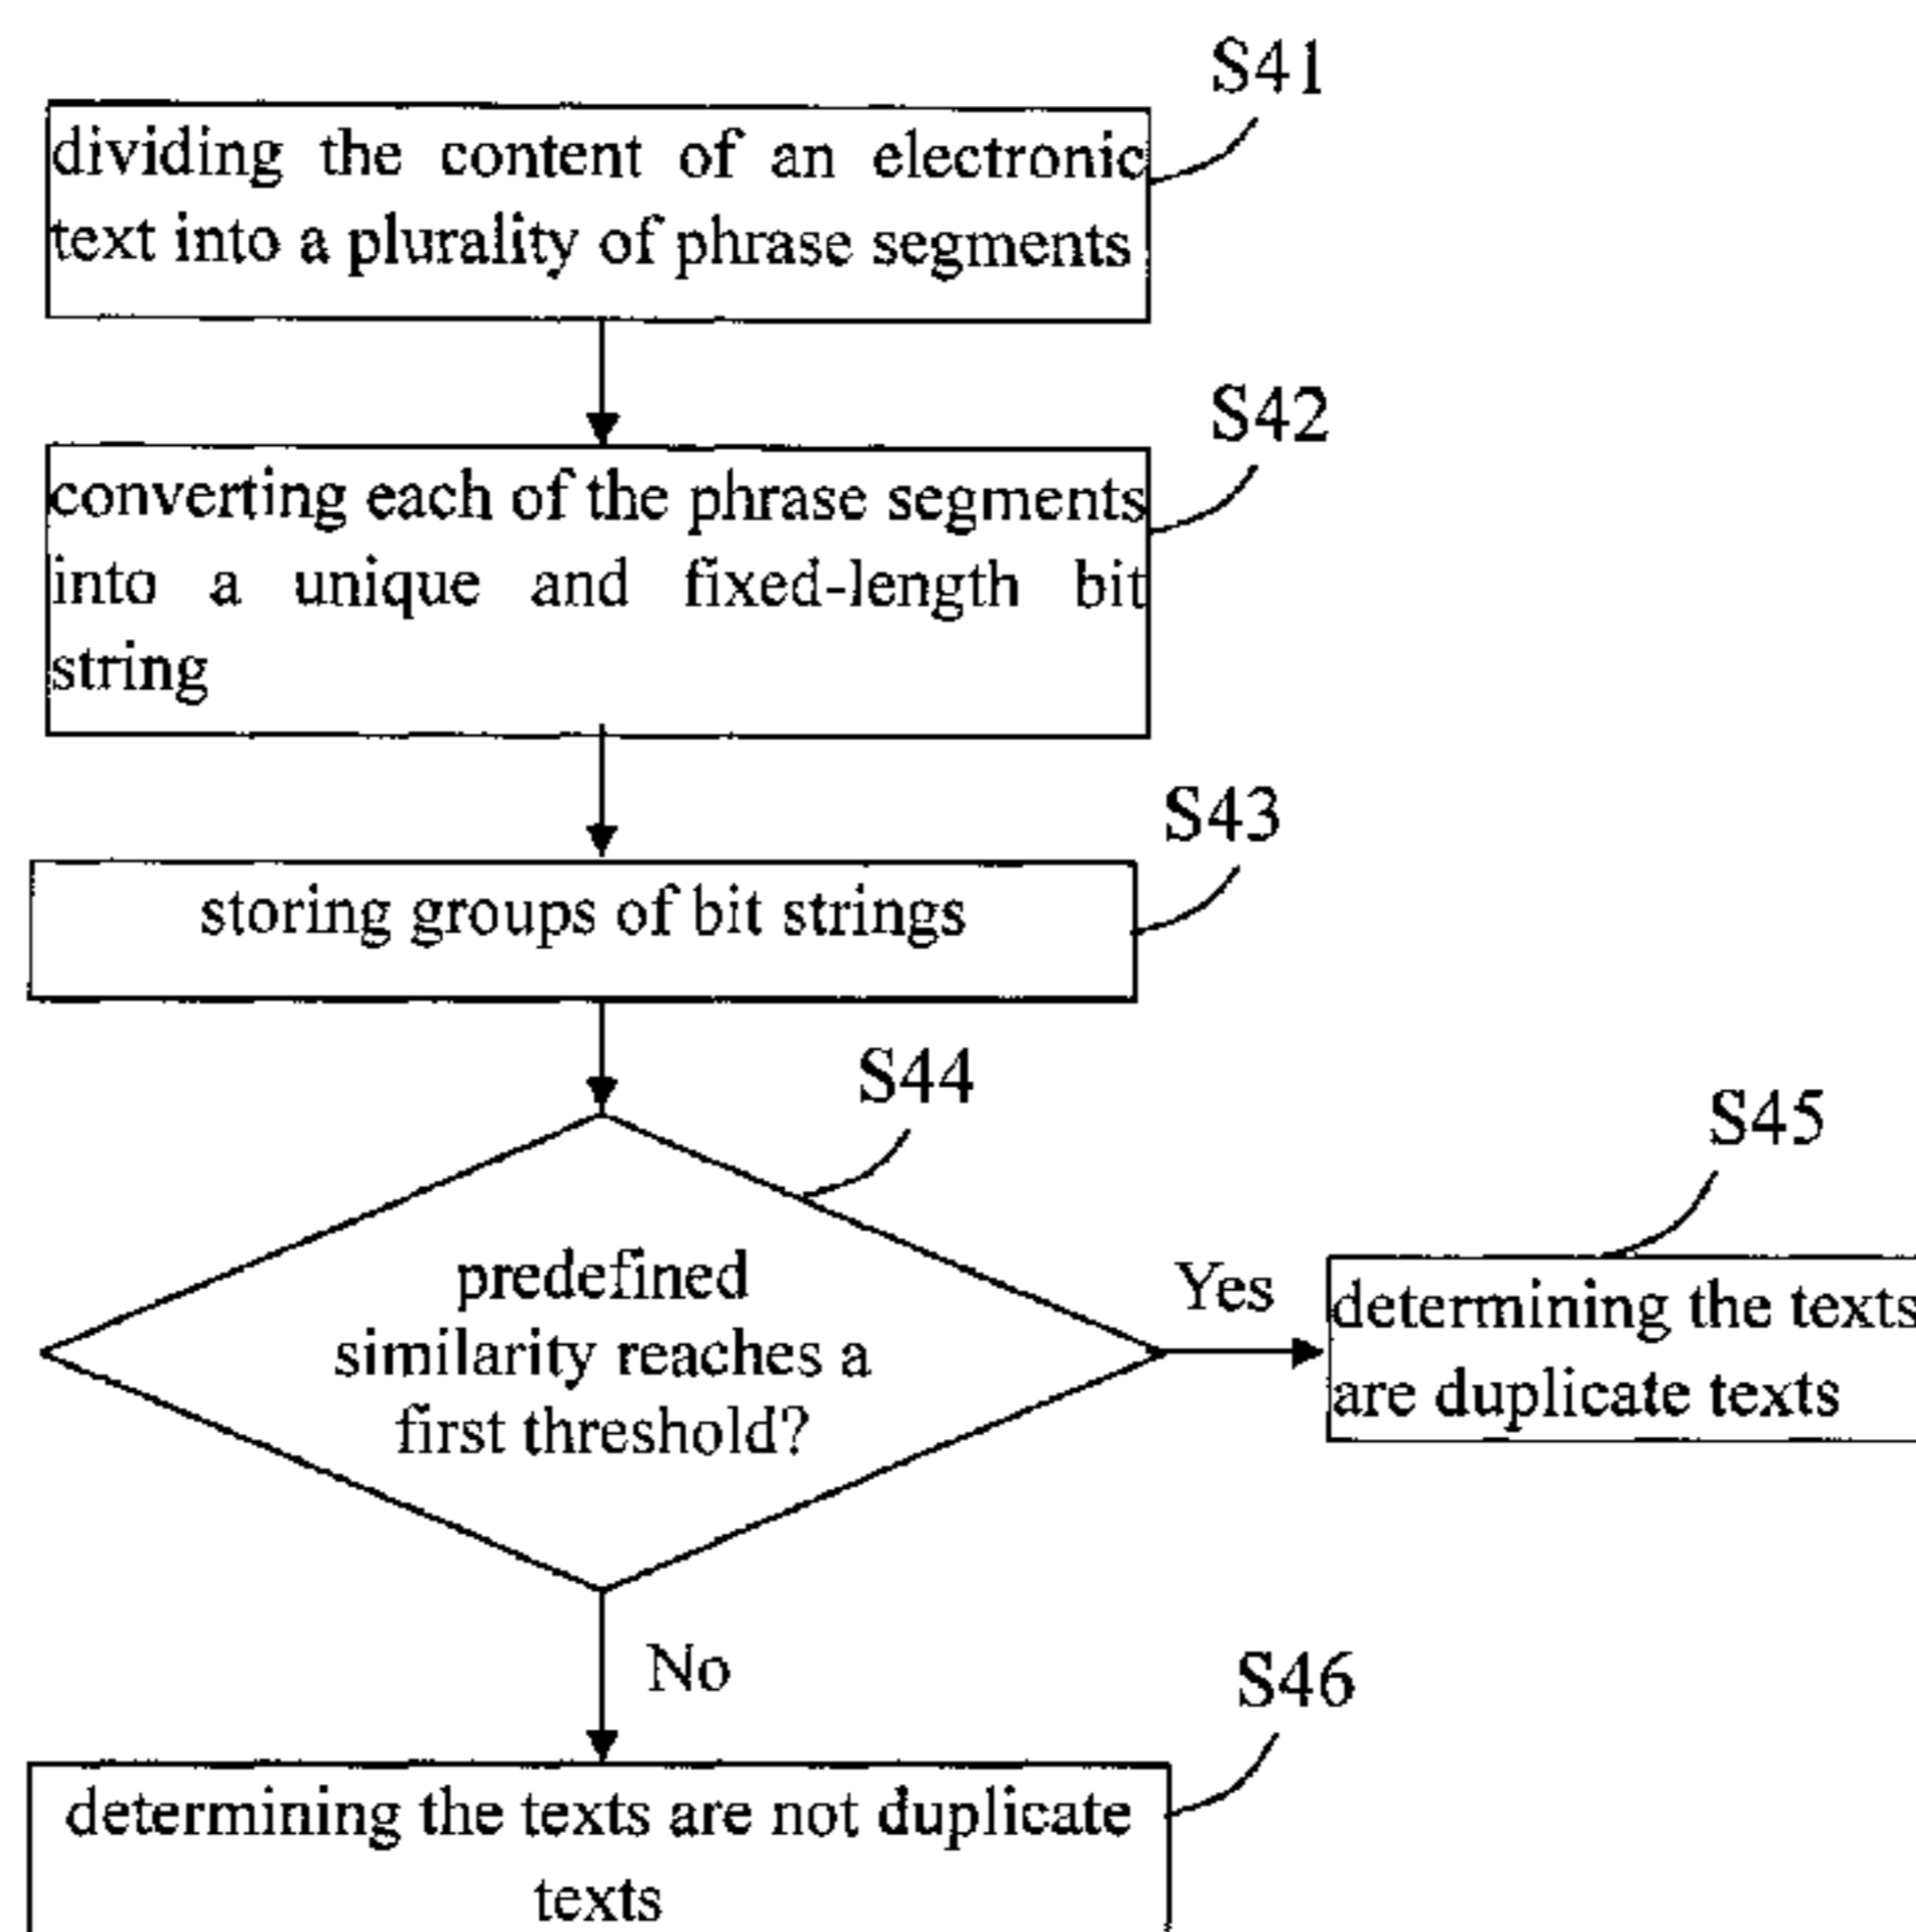 S41
dividing the content of an electronic
text into a plurality of phrase segments
S42
converting each of the phrase segments
into a unique and fixed-length bit
string
S43
storing groups of bit strings
S44
predefined
similarity reaches a
first threshold?
Yes
S45
determining the texts
are duplicate texts
No
S46
determining the texts are not duplicate
texts